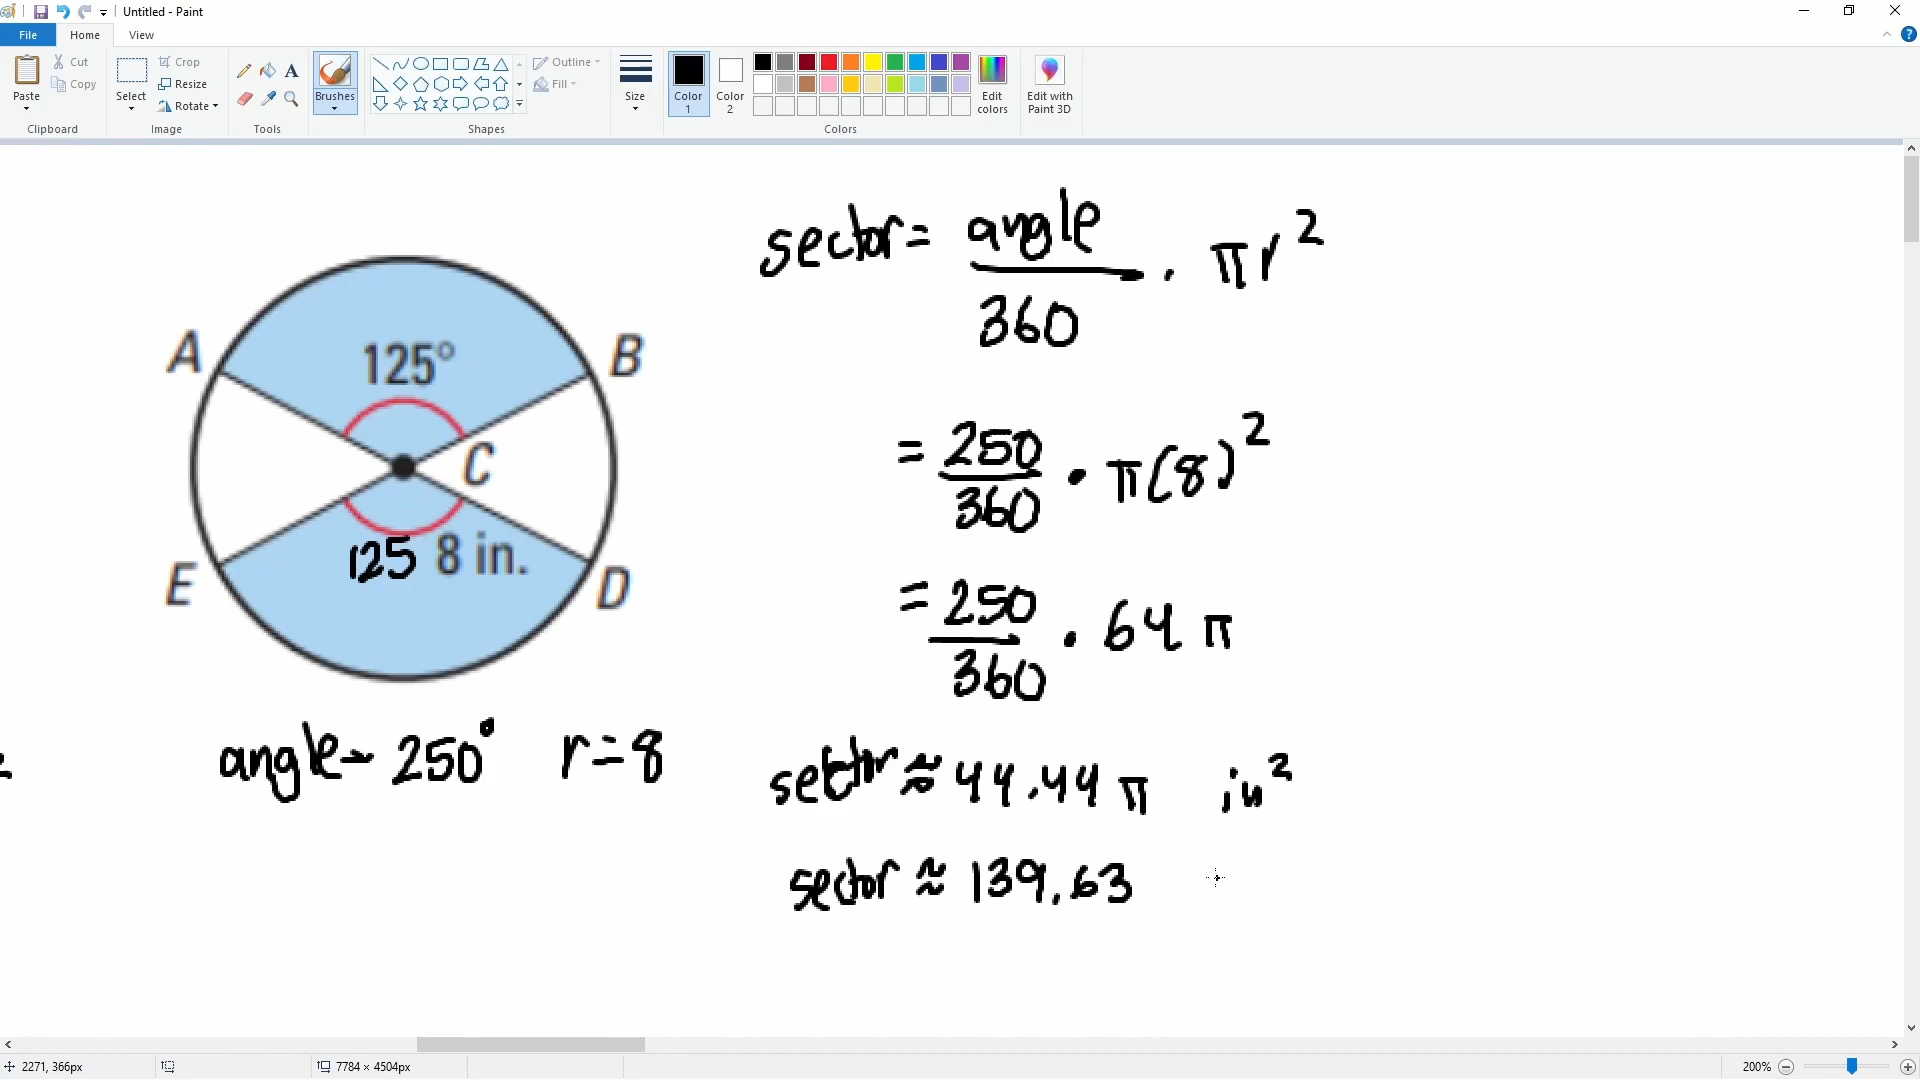 Untitled - Paint
File Home View
Paste
Cut
Copy
Clipboard
Select
Crop
Resize
Rotate
Image
A
Tools
Brushes
Shapes
Outline
Fill
Size
Color 1
Color 2
Colors
Edit colors
Edit with Paint 3D
A
B
125°
C
E
125 8 in.
D
angle = 250° r = 8
sector = angle/360 · πr²
= 250/360 · π(8)²
= 250/360 · 64 π
sector ≈ 44.44 π in²
sector ≈ 139.63
2271, 366px
7784 × 4504px
200%